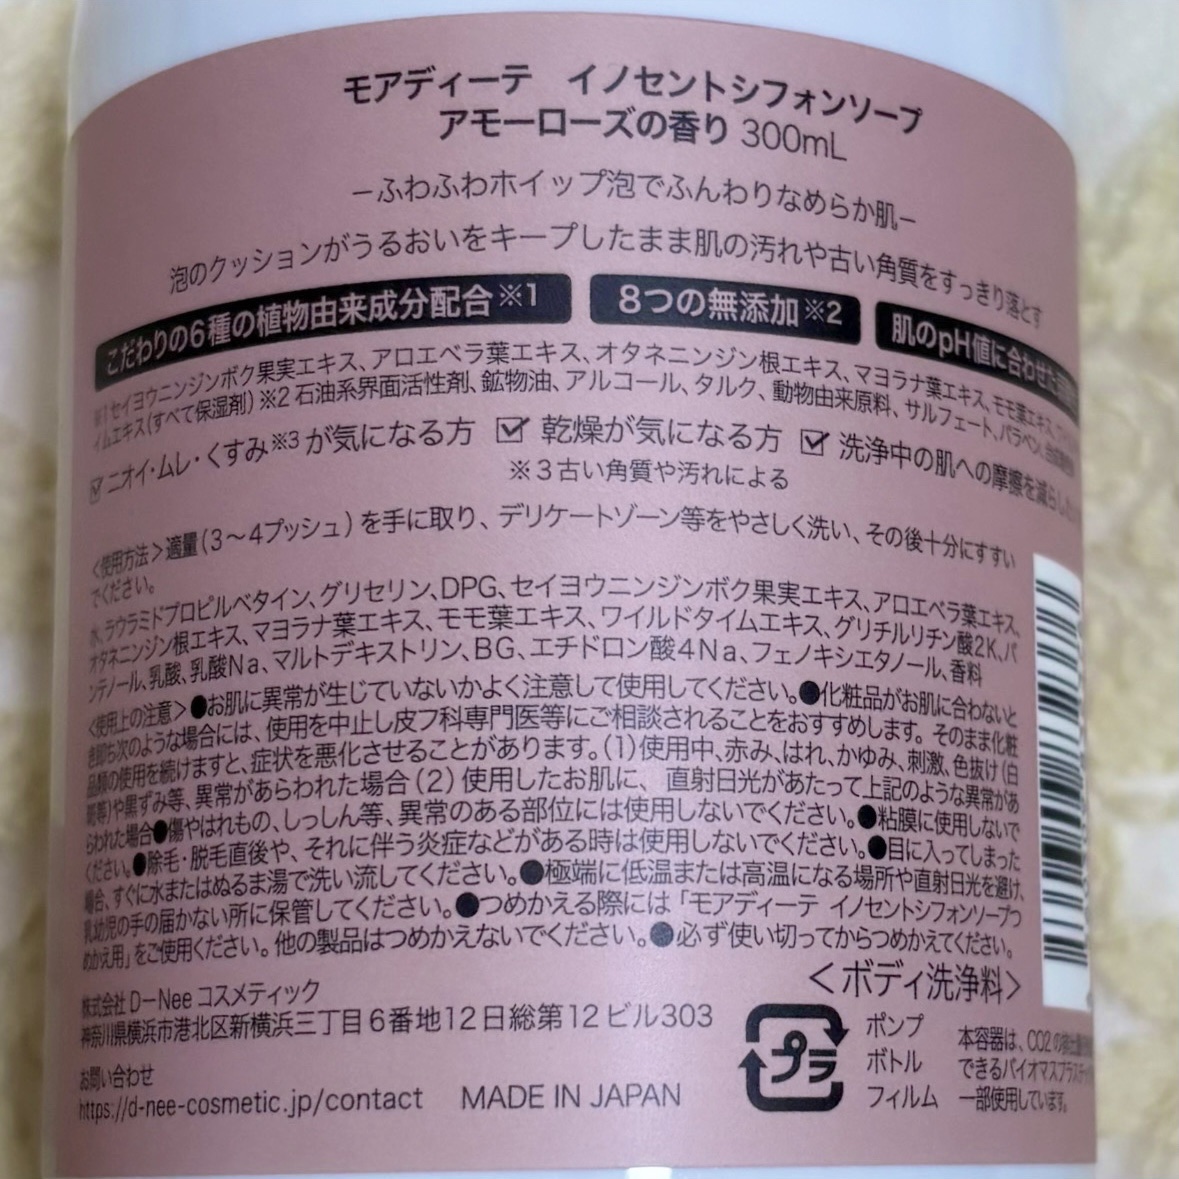 モアディーテ　イノセントシフォンソープ
アモーローズの香り 300mL
−ふわふわホイップ泡でふんわりなめらか肌−
泡のクッションがうるおいをキープしたまま肌の汚れや古い角質をすっきり落とす
こだわりの6種の植物由来成分配合※1
8つの無添加※2
肌のpH値に合わせた
※1セイヨウニンジンボク果実エキス、アロエベラ葉エキス、オタネニンジン根エキス、マヨラナ葉エキス、モモ葉エキス、
イムエキス(すべて保湿剤) ※2 石油系界面活性剤、鉱物油、アルコール、タルク、動物由来原料、サルフェート、パラベン、
☑ニオイ・ムレ・くすみ※3が気になる方 ☑ 乾燥が気になる方 ☑ 洗浄中の肌への摩擦を減らし
※3古い角質や汚れによる
<使用方法>適量(3〜4プッシュ)を手に取り、デリケートゾーン等をやさしく洗い、その後十分にすすい
でください。
水、ラウラミドプロピルベタイン、グリセリン、DPG、セイヨウニンジンボク果実エキス、アロエベラ葉エキス、
オタネニンジン根エキス、マヨラナ葉エキス、モモ葉エキス、ワイルドタイムエキス、グリチルリチン酸2K、パ
ンテノール、乳酸、乳酸Na、マルトデキストリン、BG、エチドロン酸4Na、フェノキシエタノール、香料
<使用上の注意>●お肌に異常が生じていないかよく注意して使用してください。●化粧品がお肌に合わないと
き即ち次のような場合には、使用を中止し皮フ科専門医等にご相談されることをおすすめします。そのまま化粧
品類の使用を続けますと、症状を悪化させることがあります。(1)使用中、赤み、はれ、かゆみ、刺激、色抜け(白
斑等)や黒ずみ等、異常があらわれた場合(2)使用したお肌に、直射日光があたって上記のような異常があ
らわれた場合●傷やはれもの、しっしん等、異常のある部位には使用しないでください。●粘膜に使用しないで
ください。●除毛・脱毛直後や、それに伴う炎症などがある時は使用しないでください。●目に入ってしまった
場合、すぐに水またはぬるま湯で洗い流してください。●極端に低温または高温になる場所や直射日光を避け、
乳幼児の手の届かない所に保管してください。●つめかえる際には「モアディーテ イノセントシフォンソープつ
めかえ用」をご使用ください。他の製品はつめかえないでください。●必ず使い切ってからつめかえてください。
<ボディ洗浄料>
株式会社 D−Nee コスメティック
神奈川県横浜市港北区新横浜三丁目6番地12日総第12ビル303
お問い合わせ
https://d-nee-cosmetic.jp/contact MADE IN JAPAN
プラ
ポンプ
ボトル
フィルム
本容器は、CO2の
できるバイオマスプラスチック
一部使用しています。